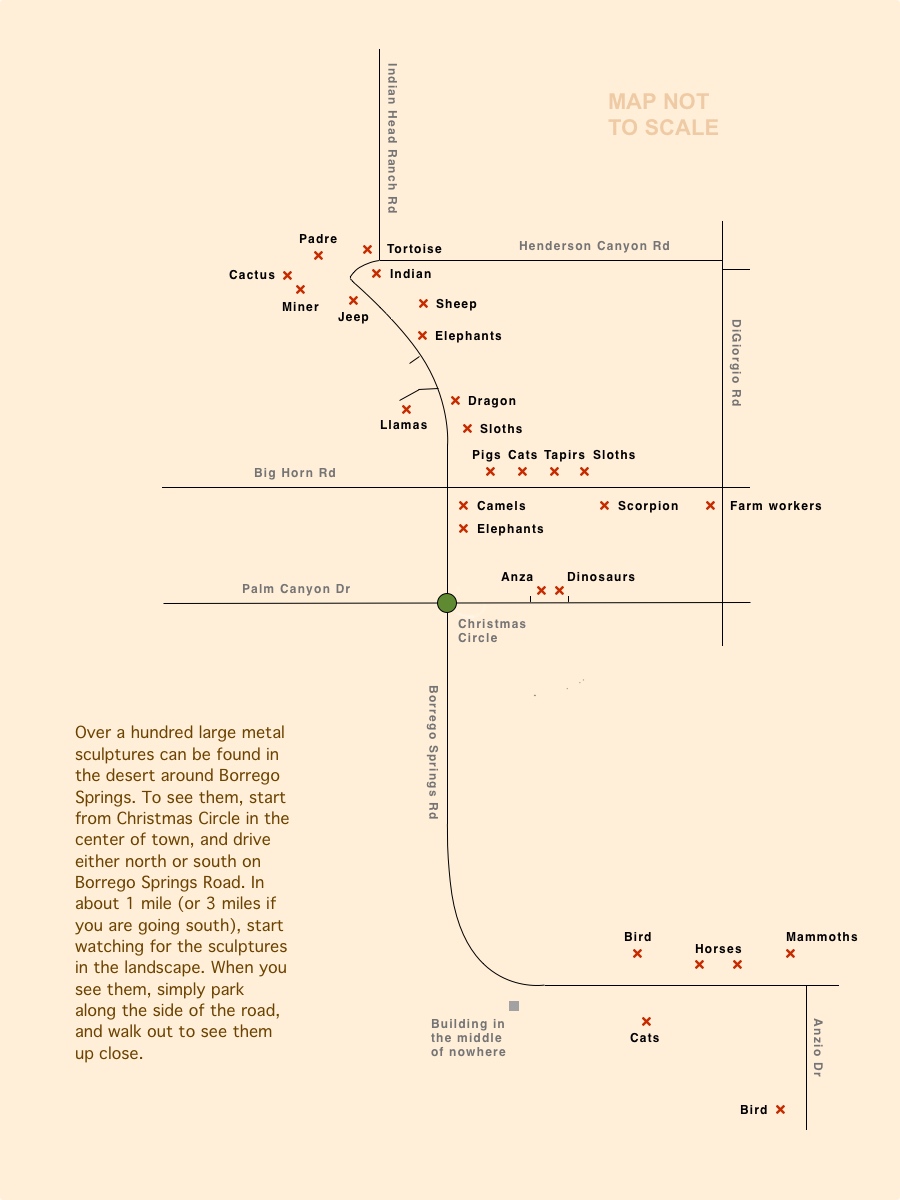 Indian Head Ranch Rd
MAP NOT
TO SCALE
Padre
Tortoise
Henderson Canyon Rd
Cactus
Indian
Miner
Jeep
Sheep
Elephants
DiGiorgio Rd
Dragon
Llamas
Sloths
Pigs Cats Tapirs Sloths
Big Horn Rd
Camels
Scorpion
Farm workers
Elephants
Anza
Dinosaurs
Palm Canyon Dr
Christmas
Circle
Borrego Springs Rd
Over a hundred large metal
sculptures can be found in
the desert around Borrego
Springs. To see them, start
from Christmas Circle in the
center of town, and drive
either north or south on
Borrego Springs Road. In
about 1 mile (or 3 miles if
you are going south), start
watching for the sculptures
in the landscape. When you
see them, simply park
along the side of the road,
and walk out to see them
up close.
Bird
Horses
Mammoths
Building in
the middle
of nowhere
Cats
Anzio Dr
Bird